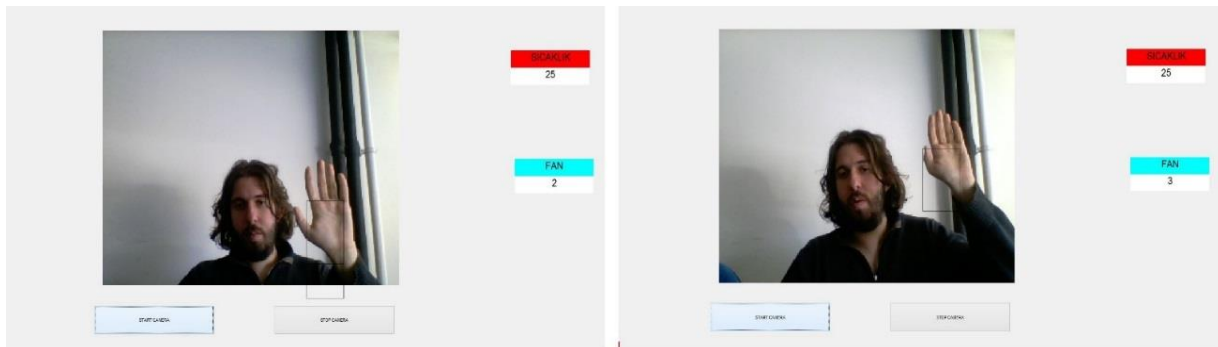 SICAKLIK
25
FAN
2
START CAMERA
STOP CAMERA
SICAKLIK
25
FAN
3
START CAMERA
STOP CAMERA